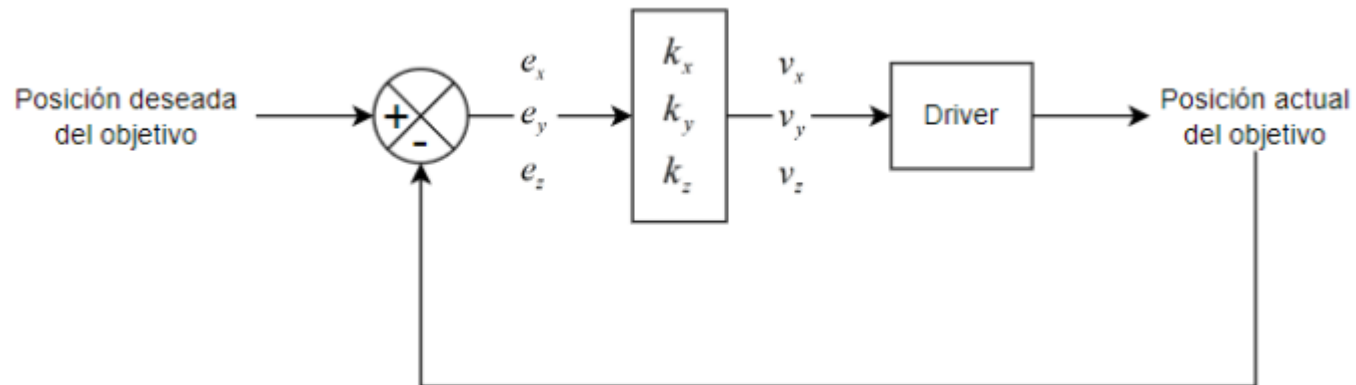 Posición deseada
del objetivo
+
-
e_x
e_y
e_z
k_x
k_y
k_z
v_x
v_y
v_z
Driver
Posición actual
del objetivo